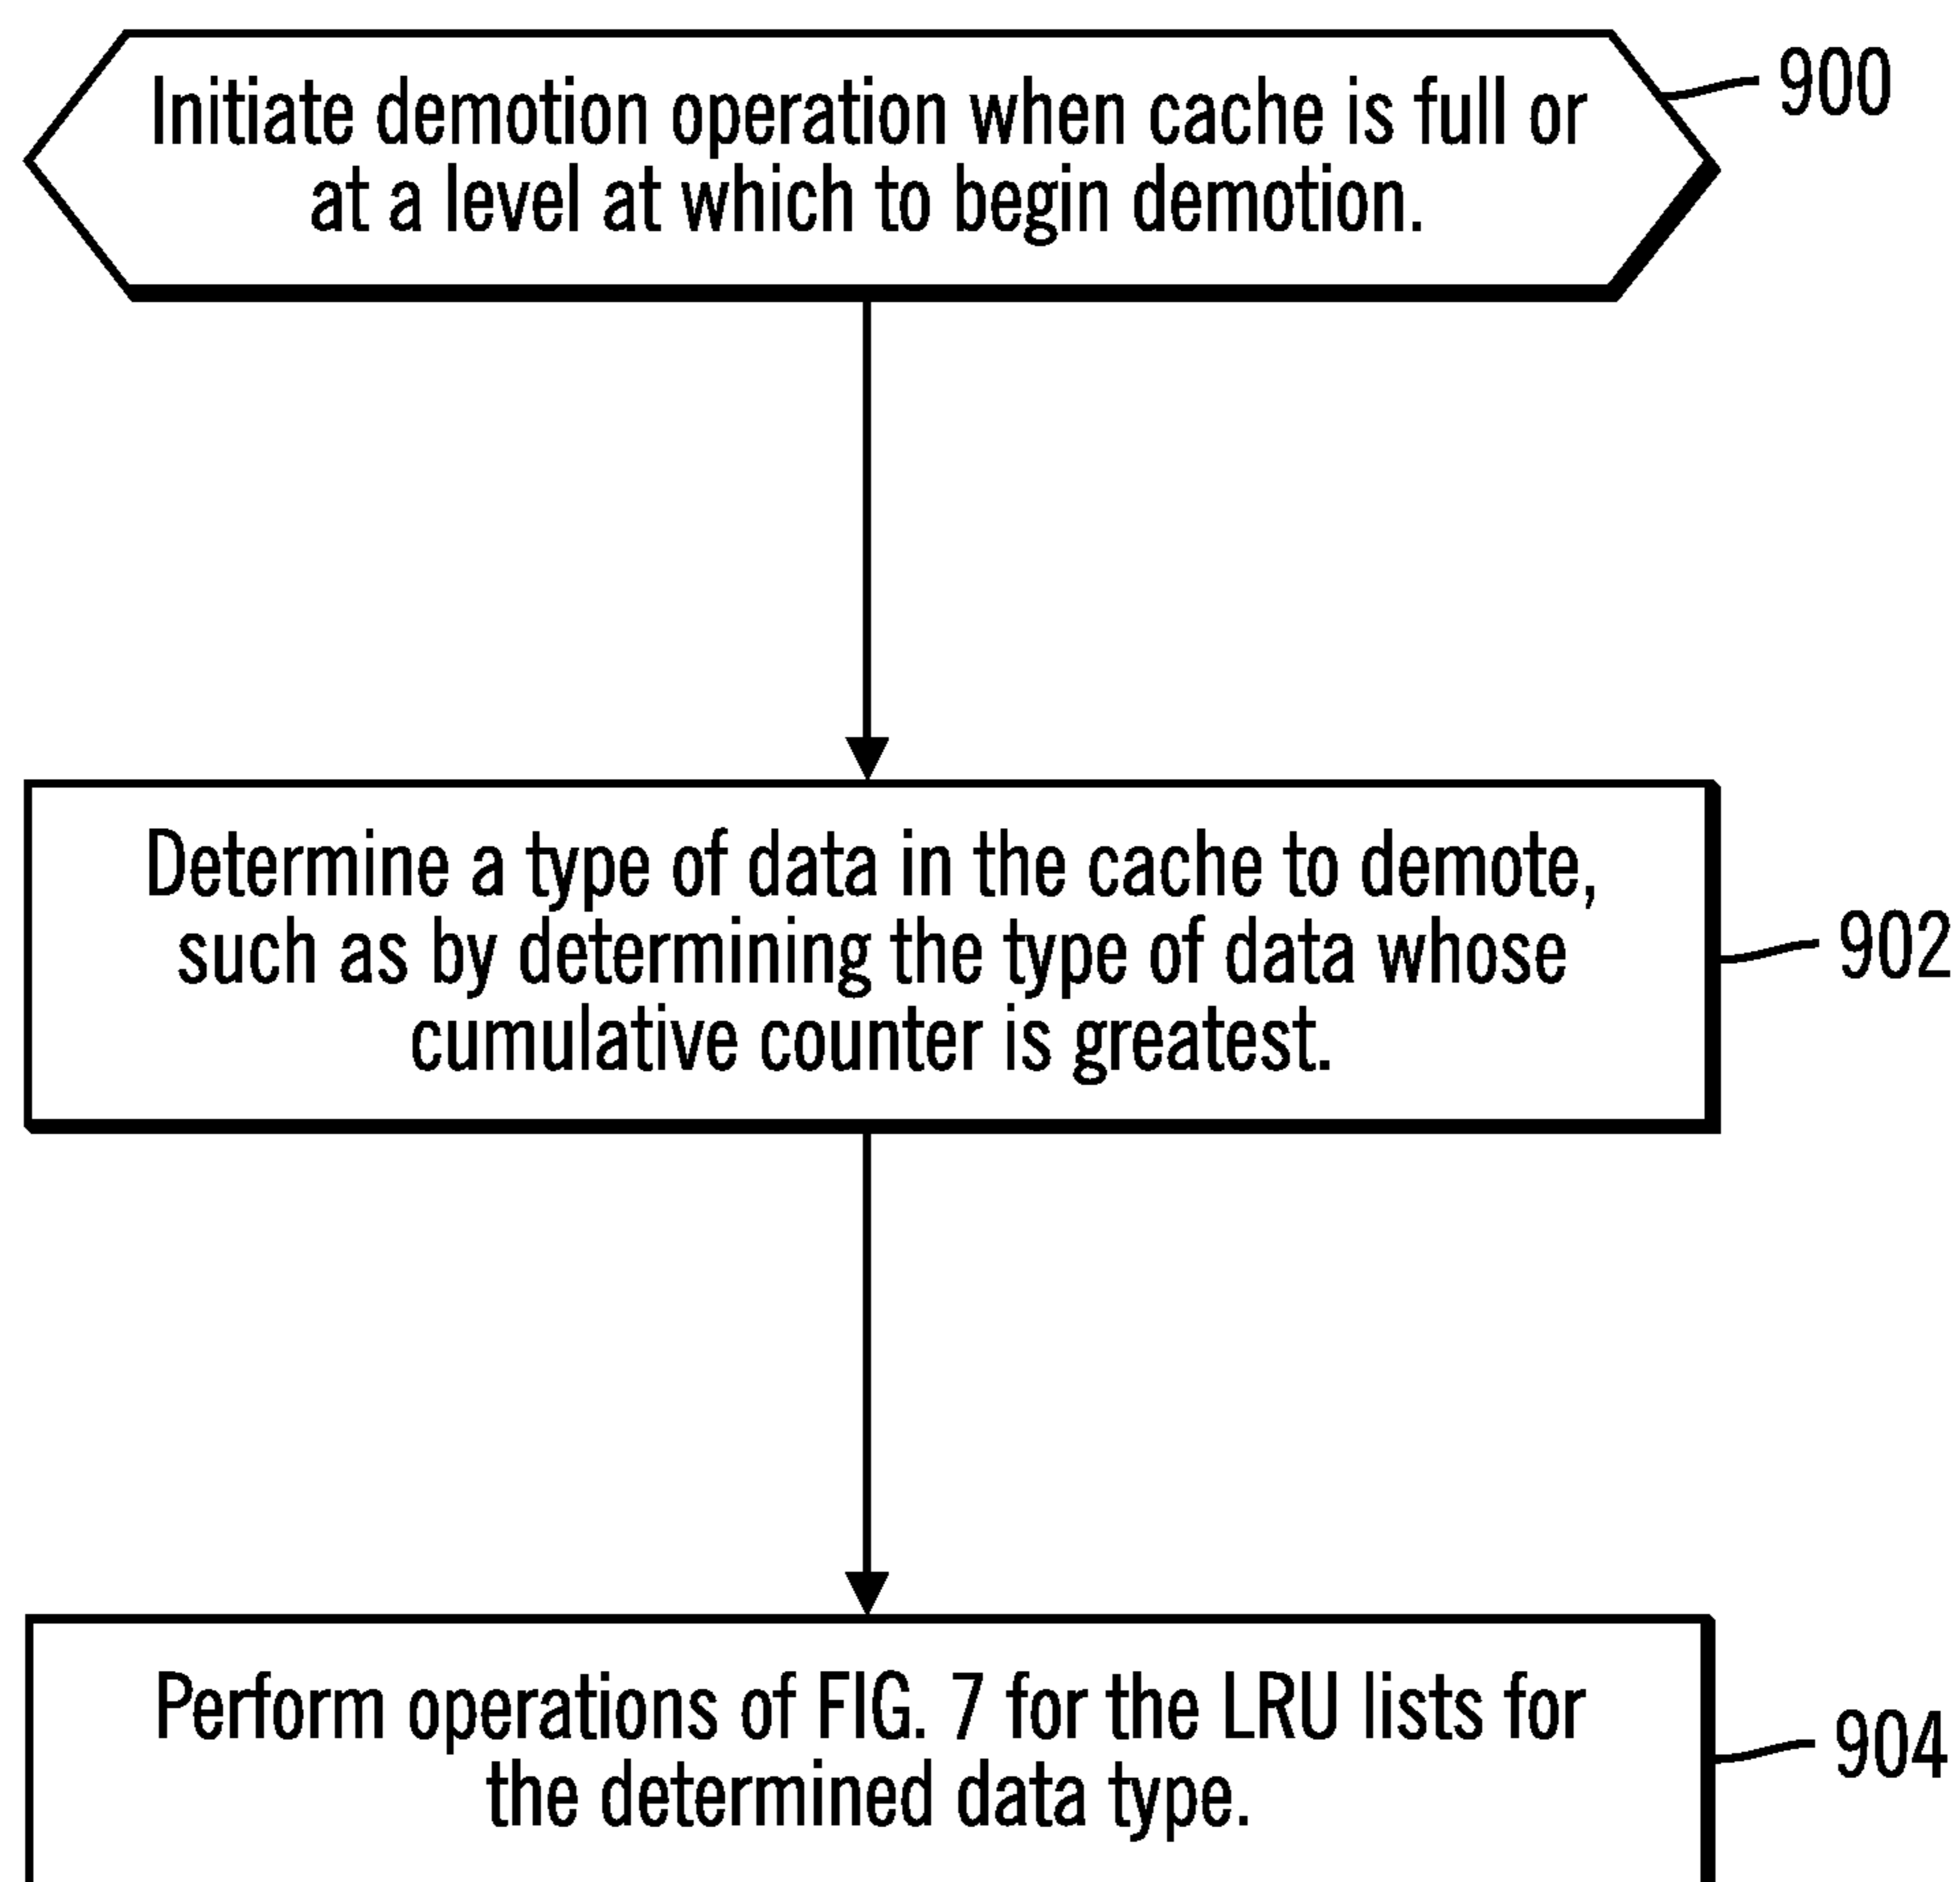 Initiate demotion operation when cache is full or
at a level at which to begin demotion.
900
Determine a type of data in the cache to demote,
such as by determining the type of data whose
cumulative counter is greatest.
902
Perform operations of FIG. 7 for the LRU lists for
the determined data type.
904